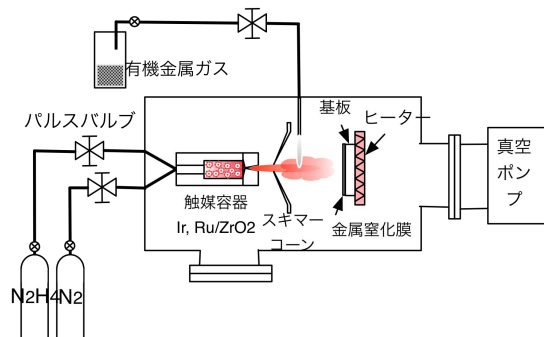 有機金属ガス
パルスバルブ
基板
ヒーター
真空
ポン
プ
触媒容器
Ir, Ru/ZrO2
スキマー
コーン
金属窒化膜
N2H4
N2